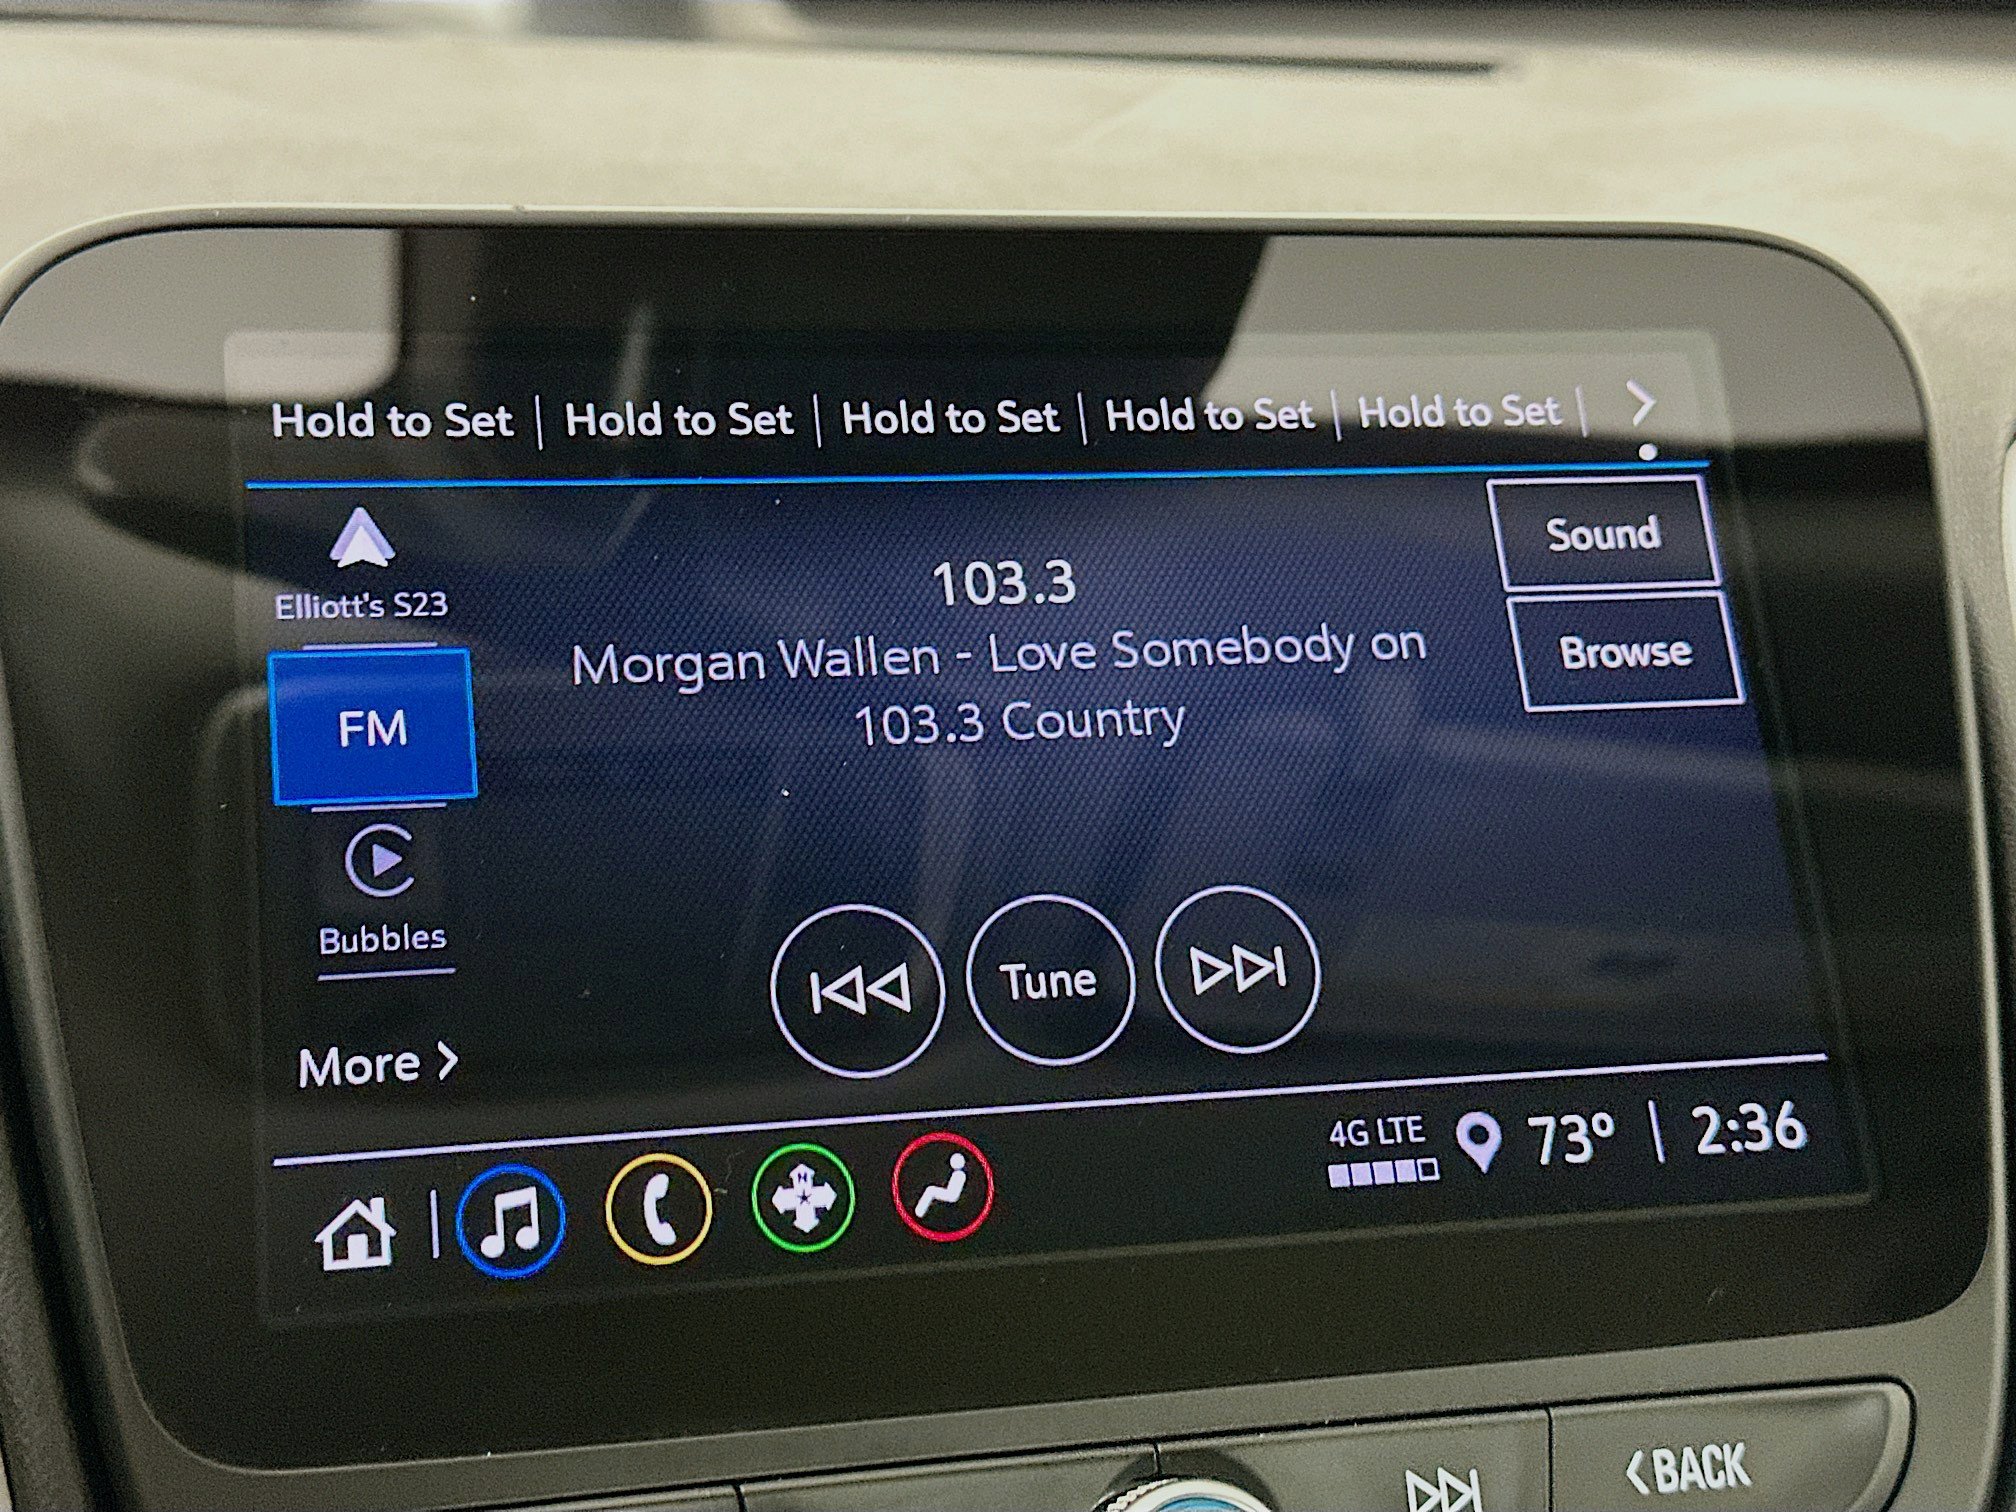 Hold to Set | Hold to Set | Hold to Set | Hold to Set | Hold to Set |
Elliott's S23
FM
Bubbles
More >
103.3
Morgan Wallen - Love Somebody on
103.3 Country
Sound
Browse
Tune
4G LTE
73° | 2:36
N
<BACK